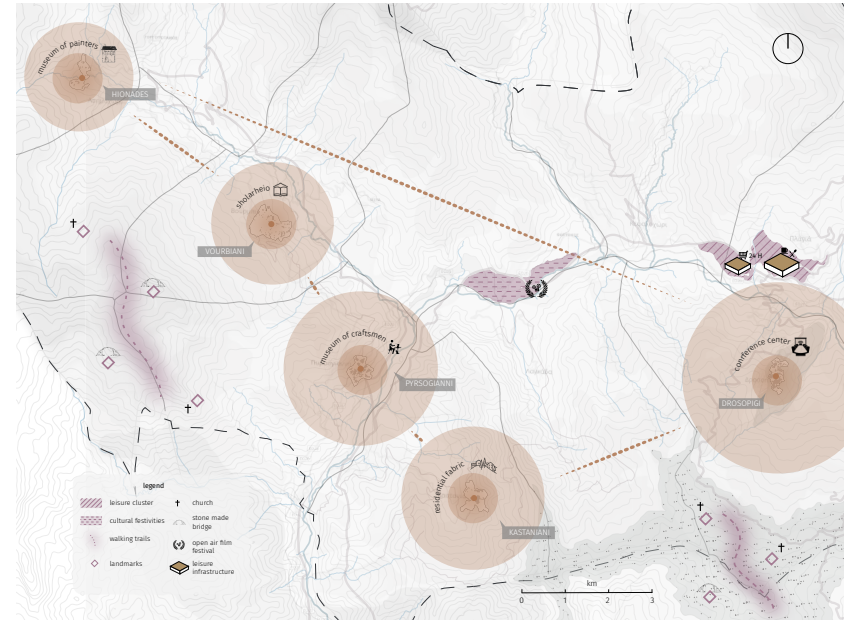 museum of painters
HIONADES
sholarheio
VOURBIANI
museum of craftsmen
PYRSOGIANNI
24 H
conference center
DROSOPIGI
residential fabric
KASTANIANI
legend
leisure cluster
cultural festivities
walking trails
landmarks
church
stone made
bridge
open air film
festival
leisure
infrastructure
km
0 1 2 3